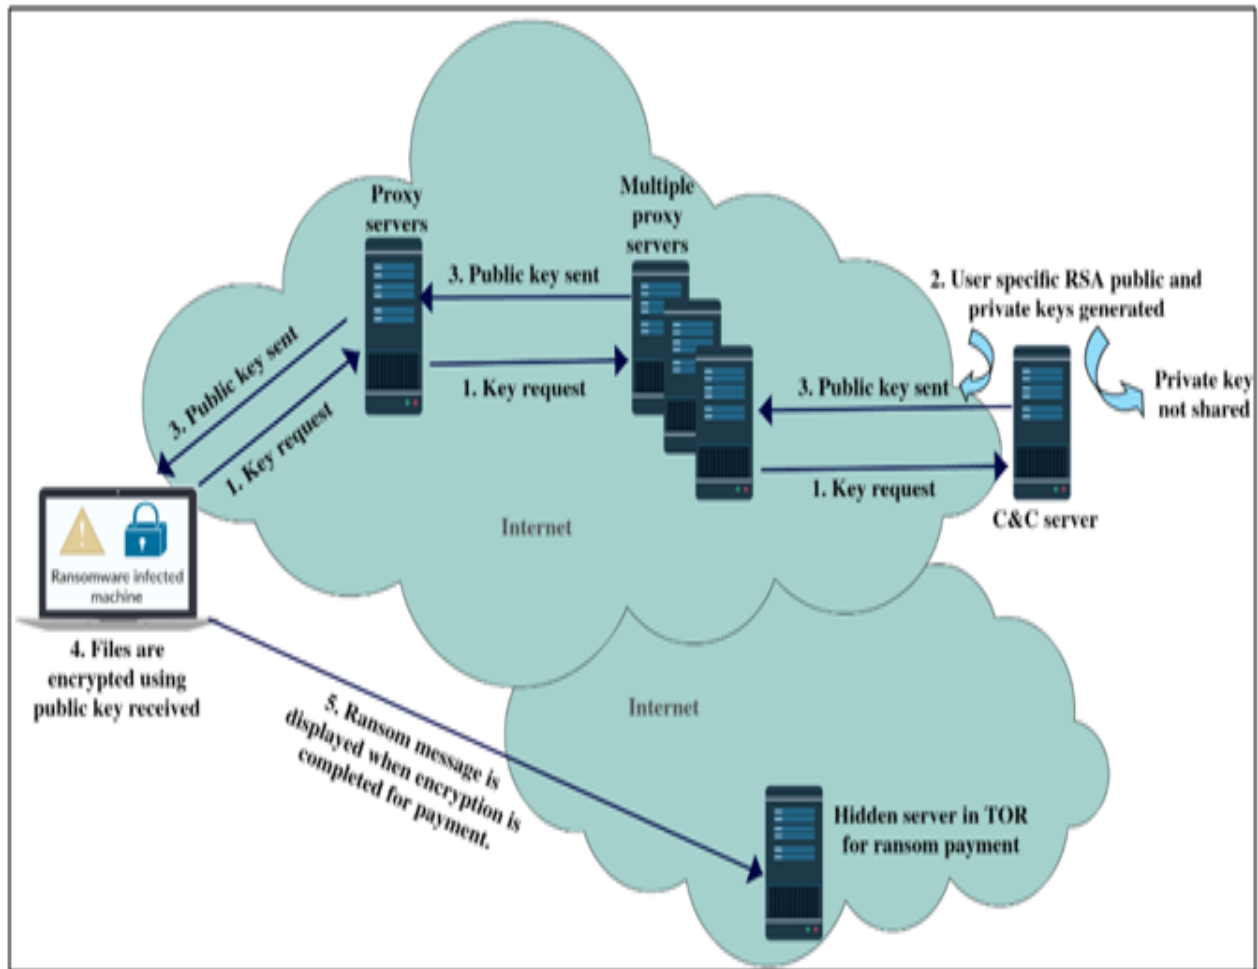 Proxy
servers
Multiple
proxy
servers
3. Public key sent
2. User specific RSA public and
private keys generated
3. Public key sent
1. Key request
1. Key request
3. Public key sent
Private key
not shared
1. Key request
C&C server
Internet
Ransomware infected
machine
4. Files are
encrypted using
public key received
5. Ransom message is
displayed when encryption is
completed for payment.
Internet
Hidden server in TOR
for ransom payment